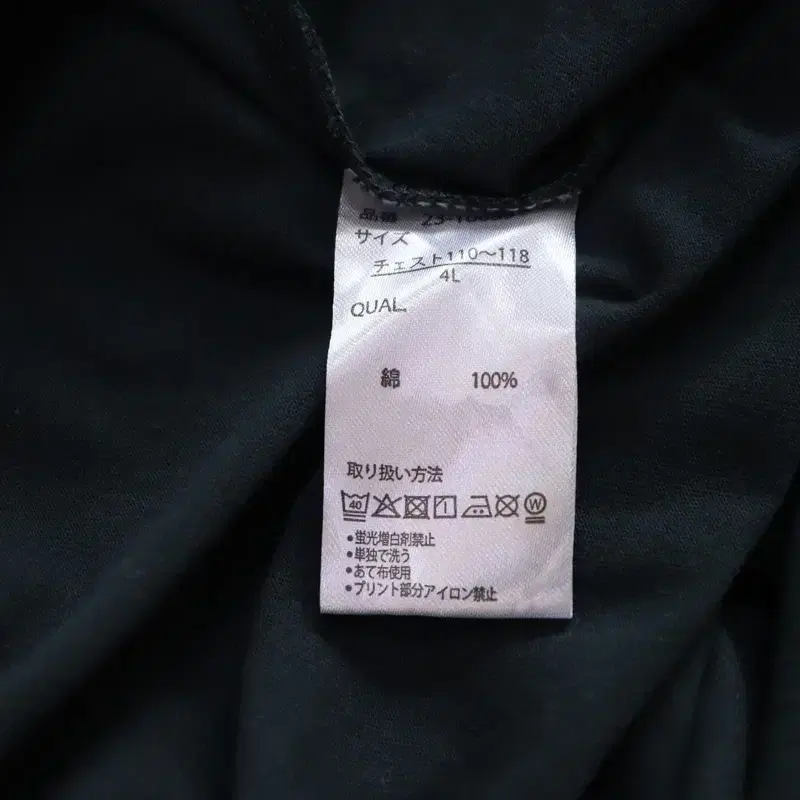 品番
サイズ
チェスト110～118
4L
QUAL.
綿 100%
取り扱い方法
40 W
•蛍光増白剤禁止
•単独で洗う
•あて布使用
•プリント部分アイロン禁止